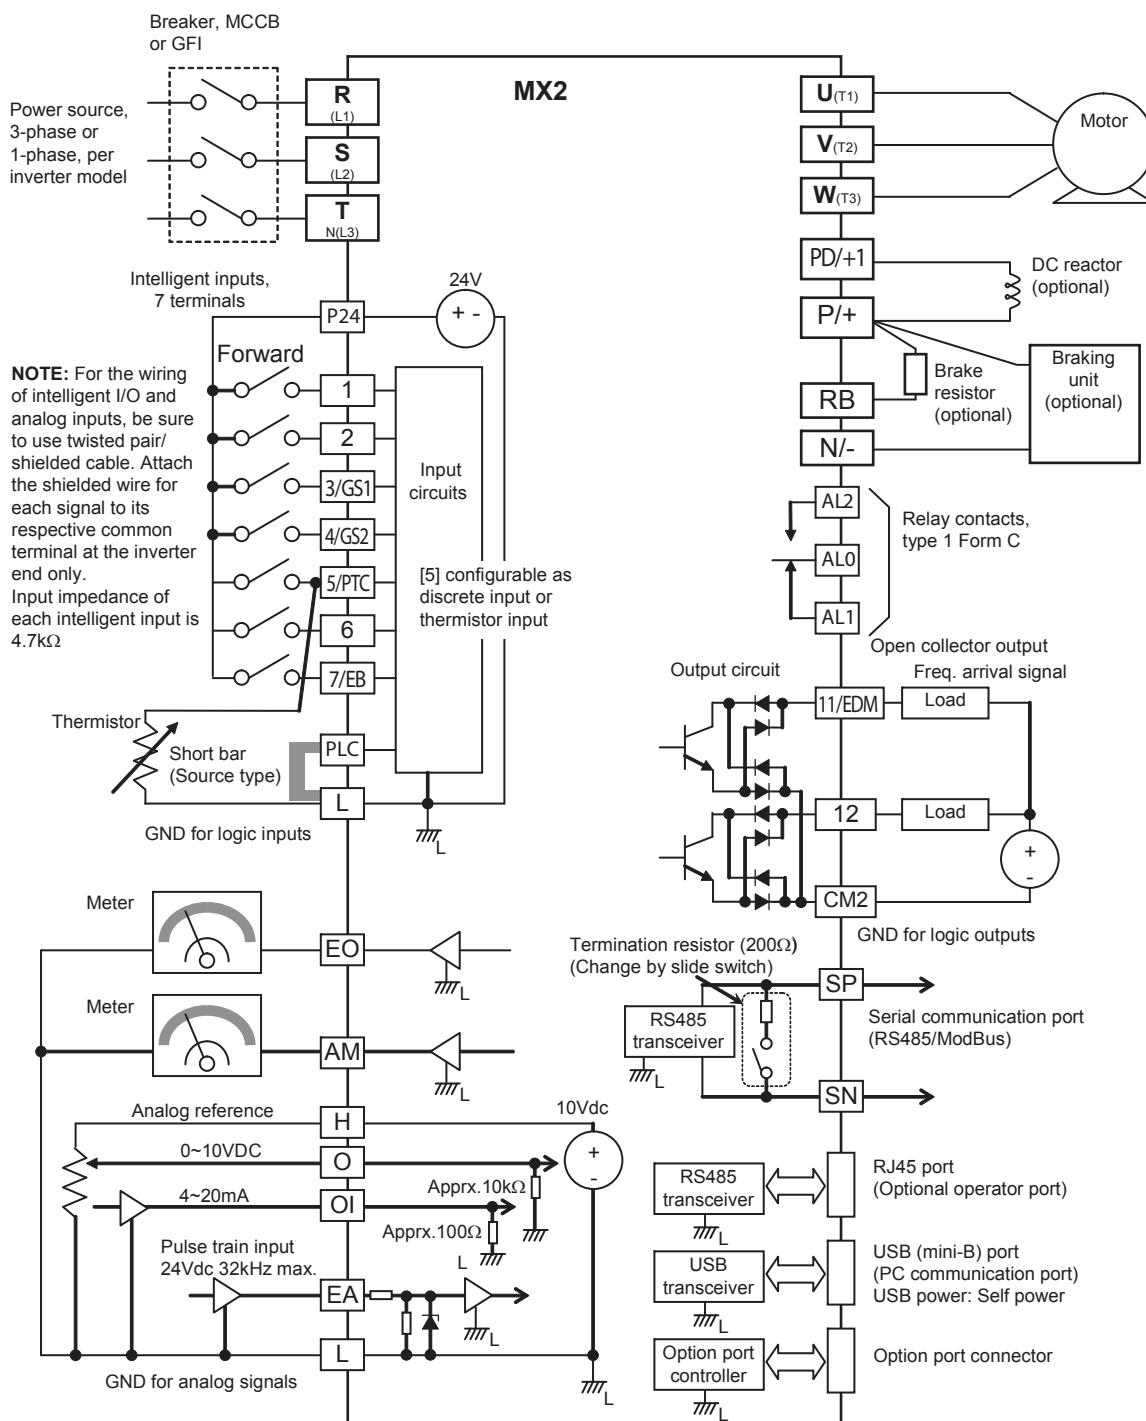 Breaker, MCCB
or GFI
MX2
Power source,
3-phase or
1-phase, per
inverter model
R
(L1)
S
(L2)
T
N(L3)
U(T1)
V(T2)
W(T3)
Motor
PD/+1
P/+
DC reactor
(optional)
Brake
resistor
(optional)
Braking
unit
(optional)
RB
N/-
Intelligent inputs,
7 terminals
24V
P24
+ -
Forward
NOTE: For the wiring
of intelligent I/O and
analog inputs, be sure
to use twisted pair/
shielded cable. Attach
the shielded wire for
each signal to its
respective common
terminal at the inverter
end only.
Input impedance of
each intelligent input is
4.7kΩ
1
2
3/GS1
4/GS2
5/PTC
6
7/EB
Input
circuits
[5] configurable as
discrete input or
thermistor input
AL2
AL0
AL1
Relay contacts,
type 1 Form C
Thermistor
Short bar
(Source type)
PLC
L
L
GND for logic inputs
Open collector output
Output circuit
Freq. arrival signal
11/EDM
Load
12
Load
+
-
CM2
GND for logic outputs
Meter
EO
L
Meter
AM
L
Termination resistor (200Ω)
(Change by slide switch)
SP
RS485
transceiver
L
Serial communication port
(RS485/ModBus)
SN
Analog reference
H
10Vdc
0~10VDC
O
+
-
4~20mA
OI
Apprx.10kΩ
Apprx.100Ω
Pulse train input
24Vdc 32kHz max.
L
EA
L
L
GND for analog signals
L
RS485
transceiver
L
RJ45 port
(Optional operator port)
USB
transceiver
L
USB (mini-B) port
(PC communication port)
USB power: Self power
Option port
controller
L
Option port connector